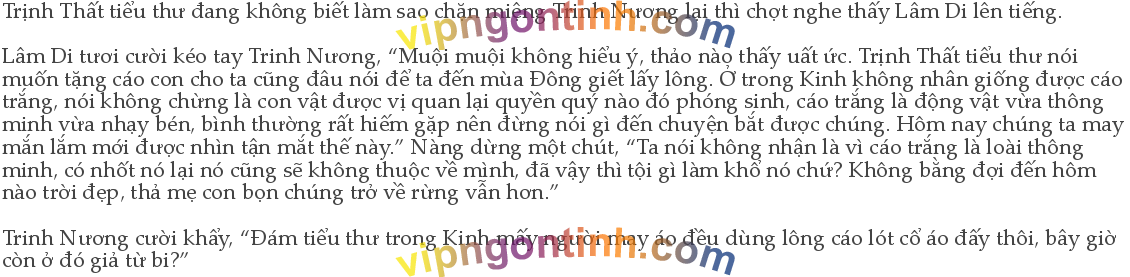 Trịnh Thất tiểu thư đang không biết làm sao chặn miệng Trinh Nương lại thì chợt nghe thấy Lâm Di lên tiếng.
vipngontinh.com
Lâm Di tươi cười kéo tay Trinh Nương, “Muội muội không hiểu ý, thảo nào thấy uất ức. Trịnh Thất tiểu thư nói
muốn tặng cáo con cho ta cũng đâu nói để ta đến mùa Đông giết lấy lông. Ở trong Kinh không nhân giống được cáo
trắng, nói không chừng là con vật được vị quan lại quyền quý nào đó phóng sinh, cáo trắng là động vật vừa thông
minh vừa nhạy bén, bình thường rất hiếm gặp nên đừng nói gì đến chuyện bắt được chúng. Hôm nay chúng ta may
mắn lắm mới được nhìn tận mắt thế này.” Nàng dừng một chút, “Ta nói không nhận là vì cáo trắng là loài thông
minh, có nhốt nó lại nó cũng sẽ không thuộc về mình, đã vậy thì tội gì làm khổ nó chứ? Không bằng đợi đến hôm
nào trời đẹp, thả mẹ con bọn chúng trở về rừng vẫn hơn.”
Trinh Nương cười khẩy, “Đám tiểu thư trong Kinh mấy người may áo đều dùng lông cáo lót cổ áo đấy thôi, bây giờ
còn ở đó giả từ bi?”
vipngontinh.com